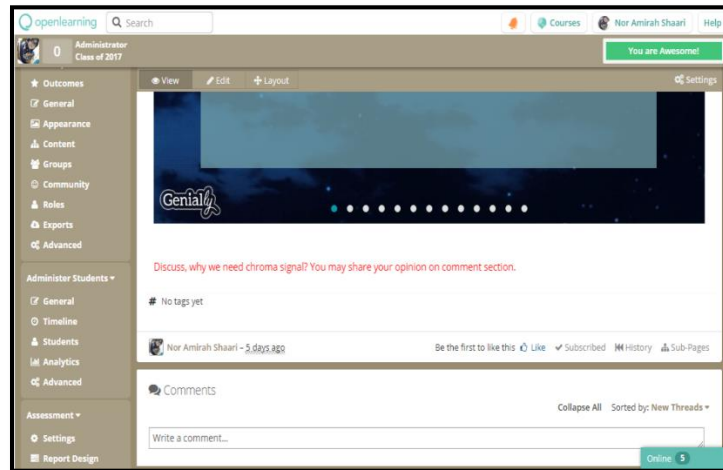 openlearning
Search
Courses
Nor Amirah Shaari
Help
0
Administrator
Class of 2017
You are Awesome!
Outcomes
General
Appearance
Content
Groups
Community
Roles
Exports
Advanced
Administer Students
General
Timeline
Students
Analytics
Advanced
Assessment
Settings
Report Design
View
Edit
Layout
Settings
Genially
Discuss, why we need chroma signal? You may share your opinion on comment section.
# No tags yet
Nor Amirah Shaari – 5 days ago
Be the first to like this Like Subscribed History Sub-Pages
Comments
Collapse All Sorted by: New Threads
Write a comment...
Online 5